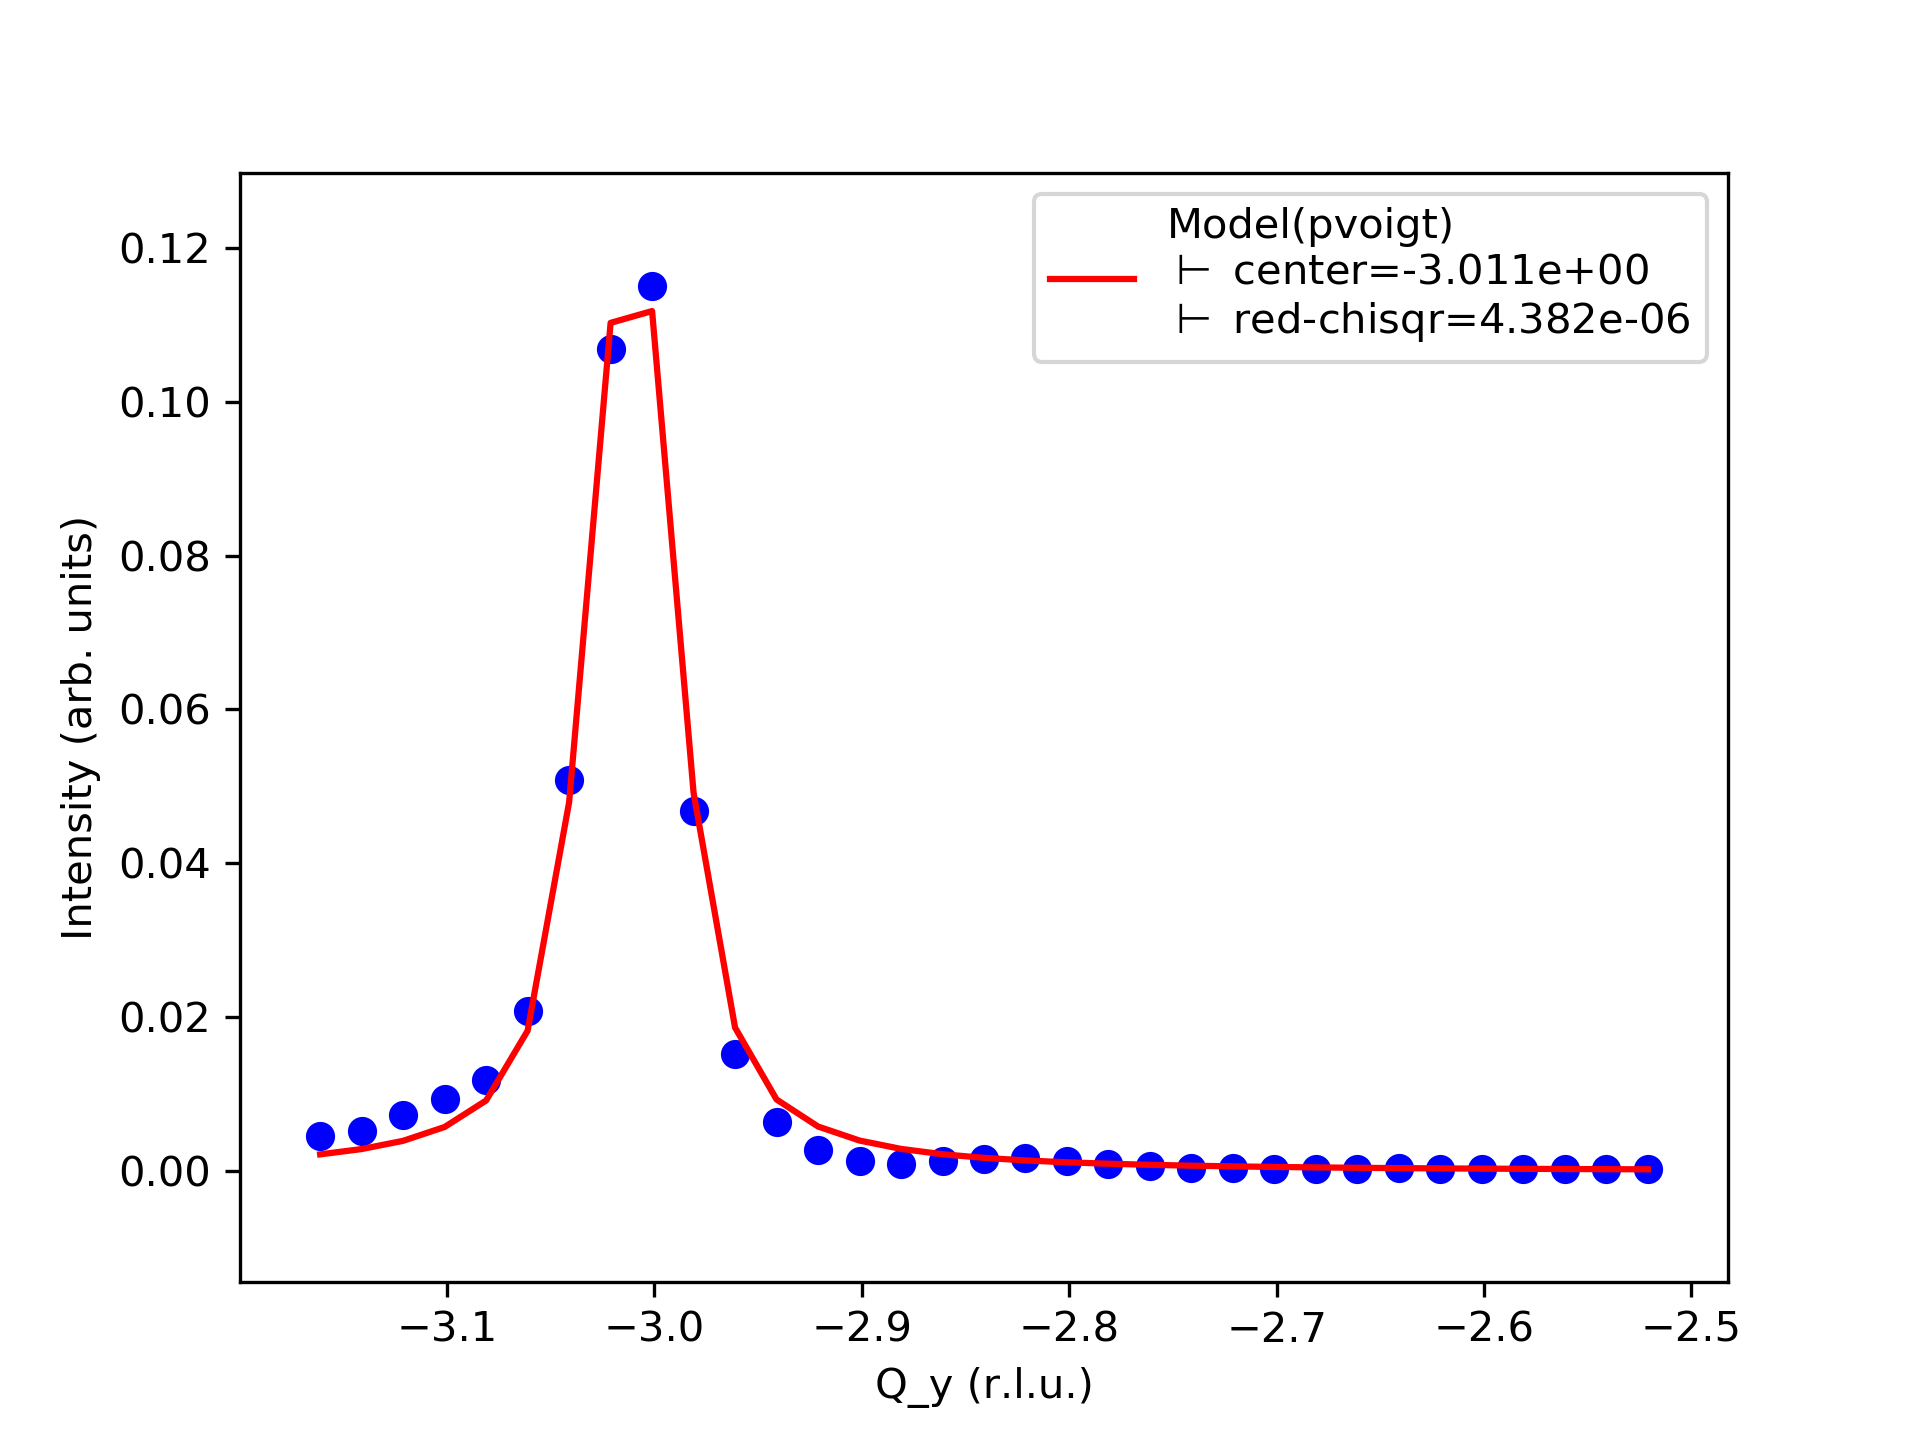 Model(pvoigt)
⊢ center=-3.011e+00
⊢ red-chisqr=4.382e-06
0.12
0.10
0.08
0.06
0.04
0.02
0.00
Intensity (arb. units)
−3.1 −3.0 −2.9 −2.8 −2.7 −2.6 −2.5
Q_y (r.l.u.)